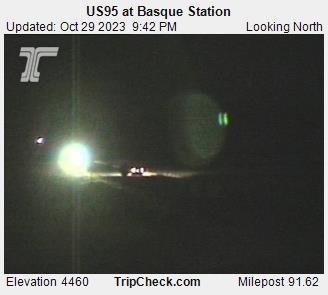 US95 at Basque Station
Updated: Oct 29 2023 9:42 PM Looking North
Elevation 4460 TripCheck.com Milepost 91.62